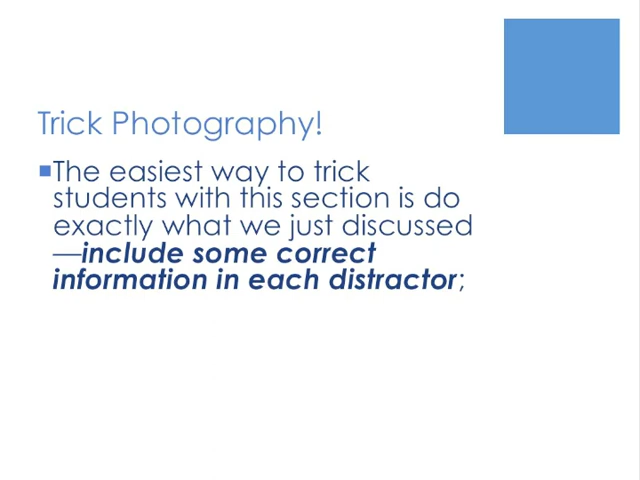 Trick Photography!
The easiest way to trick
students with this section is do
exactly what we just discussed
—include some correct
information in each distractor;